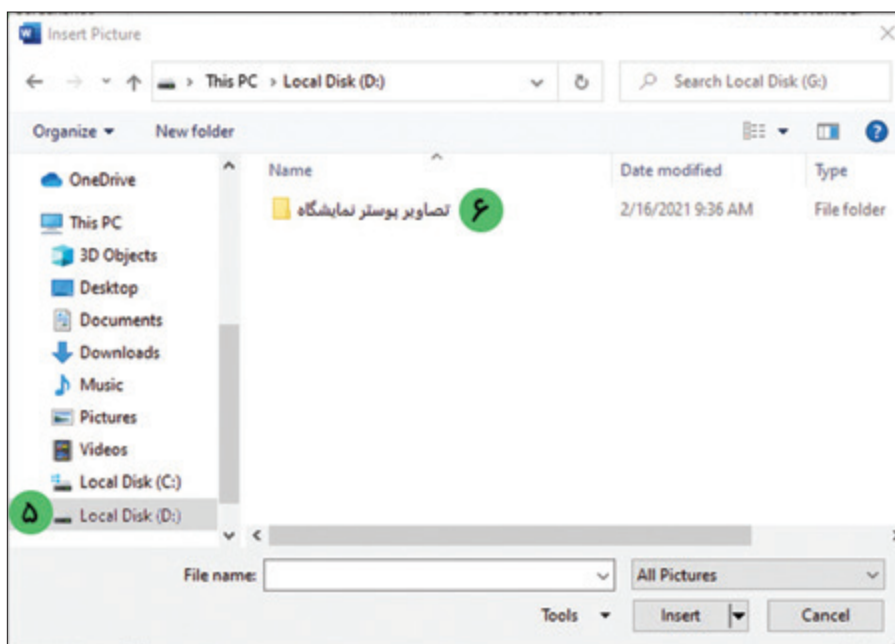 Insert Picture
This PC > Local Disk (D:)
Search Local Disk (G:)
Organize
New folder
Name
Date modified
Type
تصاویر پوستر نمایشگاه
۶
2/16/2021 9:36 AM
File folder
OneDrive
This PC
3D Objects
Desktop
Documents
Downloads
Music
Pictures
Videos
Local Disk (C:)
۵
Local Disk (D:)
File name:
All Pictures
Tools
Insert
Cancel